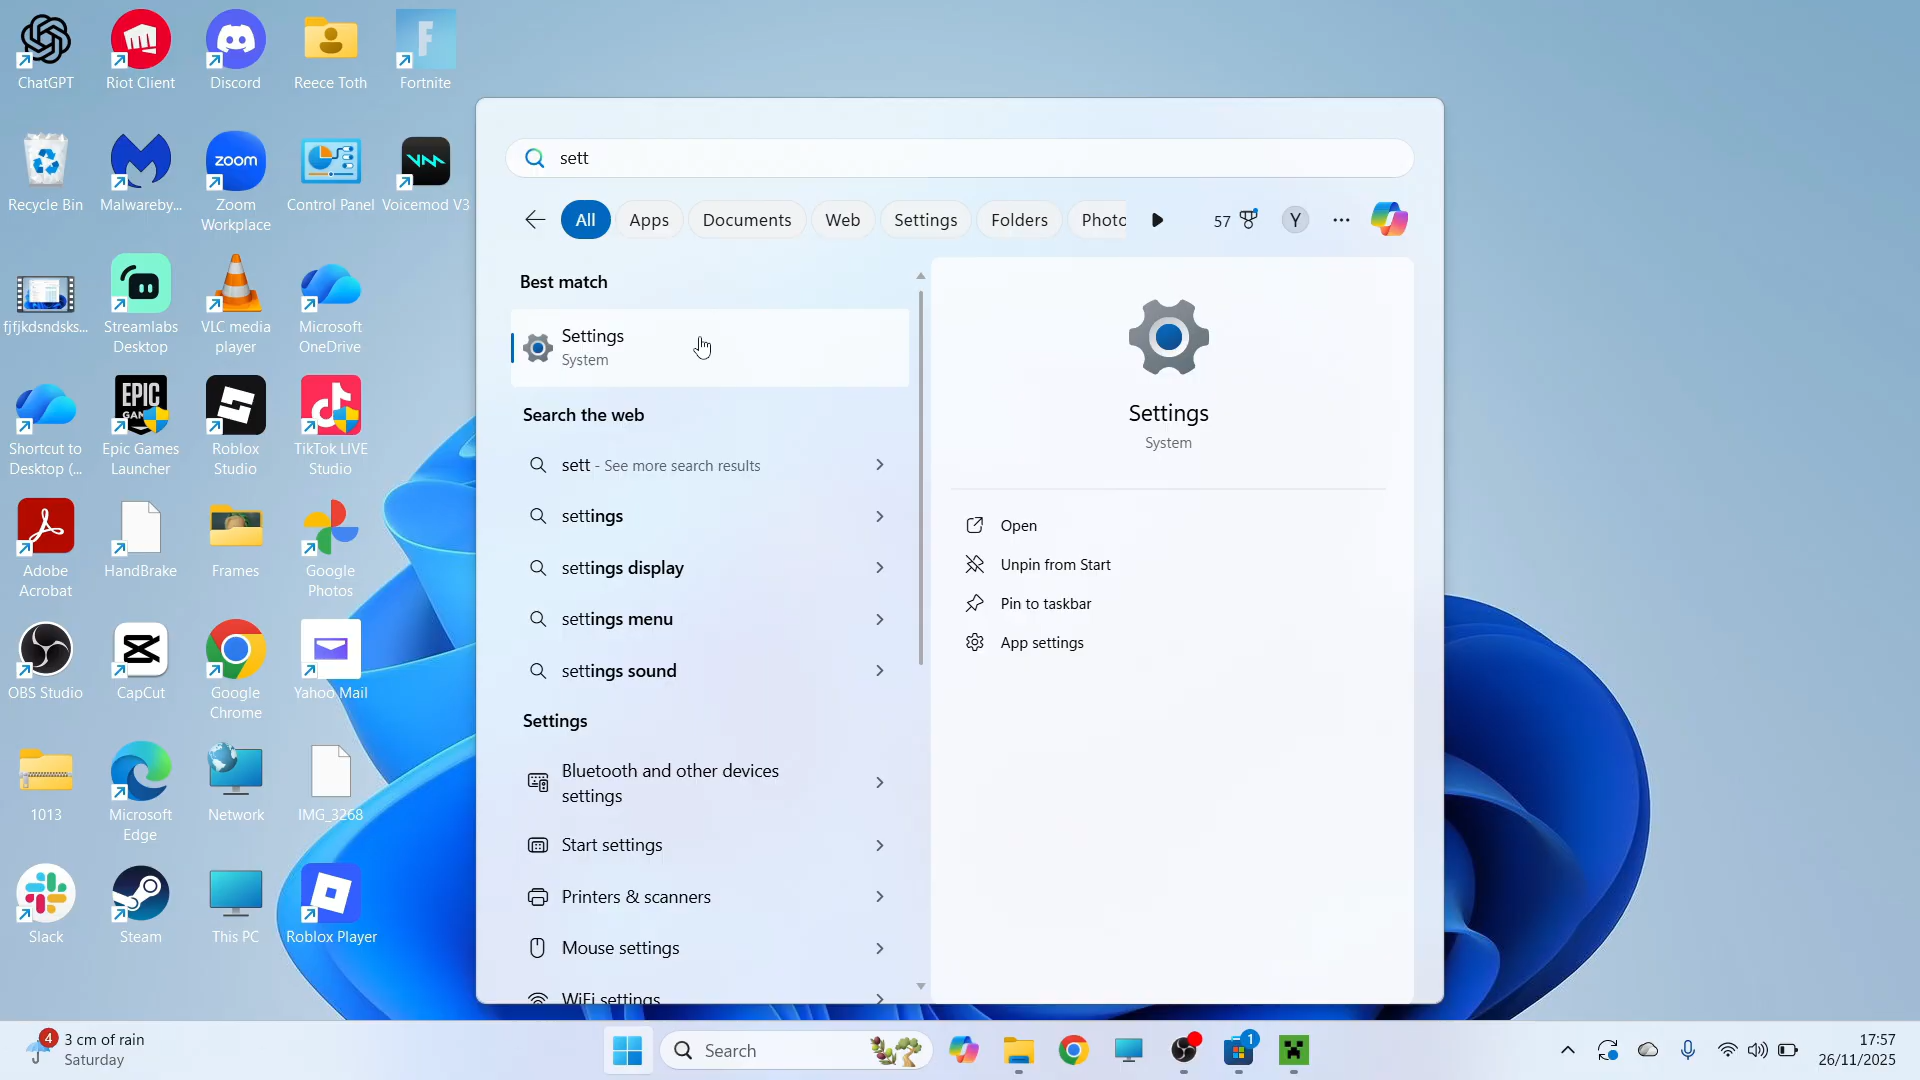 ChatGPT
Riot Client
Discord
Reece Toth
Fortnite
Recycle Bin
Malwareby...
zoom
Zoom
Workplace
Control Panel
Voicemod V3
fjfjkdsndsks...
Streamlabs
Desktop
VLC media
player
Microsoft
OneDrive
Shortcut to
Desktop (...
EPIC
GAMES
Epic Games
Launcher
Roblox
Studio
TikTok LIVE
Studio
Adobe
Acrobat
HandBrake
Frames
Google
Photos
OBS Studio
CapCut
Google
Chrome
Yahoo Mail
1013
Microsoft
Edge
Network
IMG_3268
Slack
Steam
This PC
Roblox Player
sett
All
Apps
Documents
Web
Settings
Folders
Photo
57
Y
Best match
Settings
System
Search the web
sett - See more search results
settings
settings display
settings menu
settings sound
Settings
Bluetooth and other devices
settings
Start settings
Printers & scanners
Mouse settings
WiFi settings
Settings
System
Open
Unpin from Start
Pin to taskbar
App settings
4
3 cm of rain
Saturday
Search
1
17:57
26/11/2025